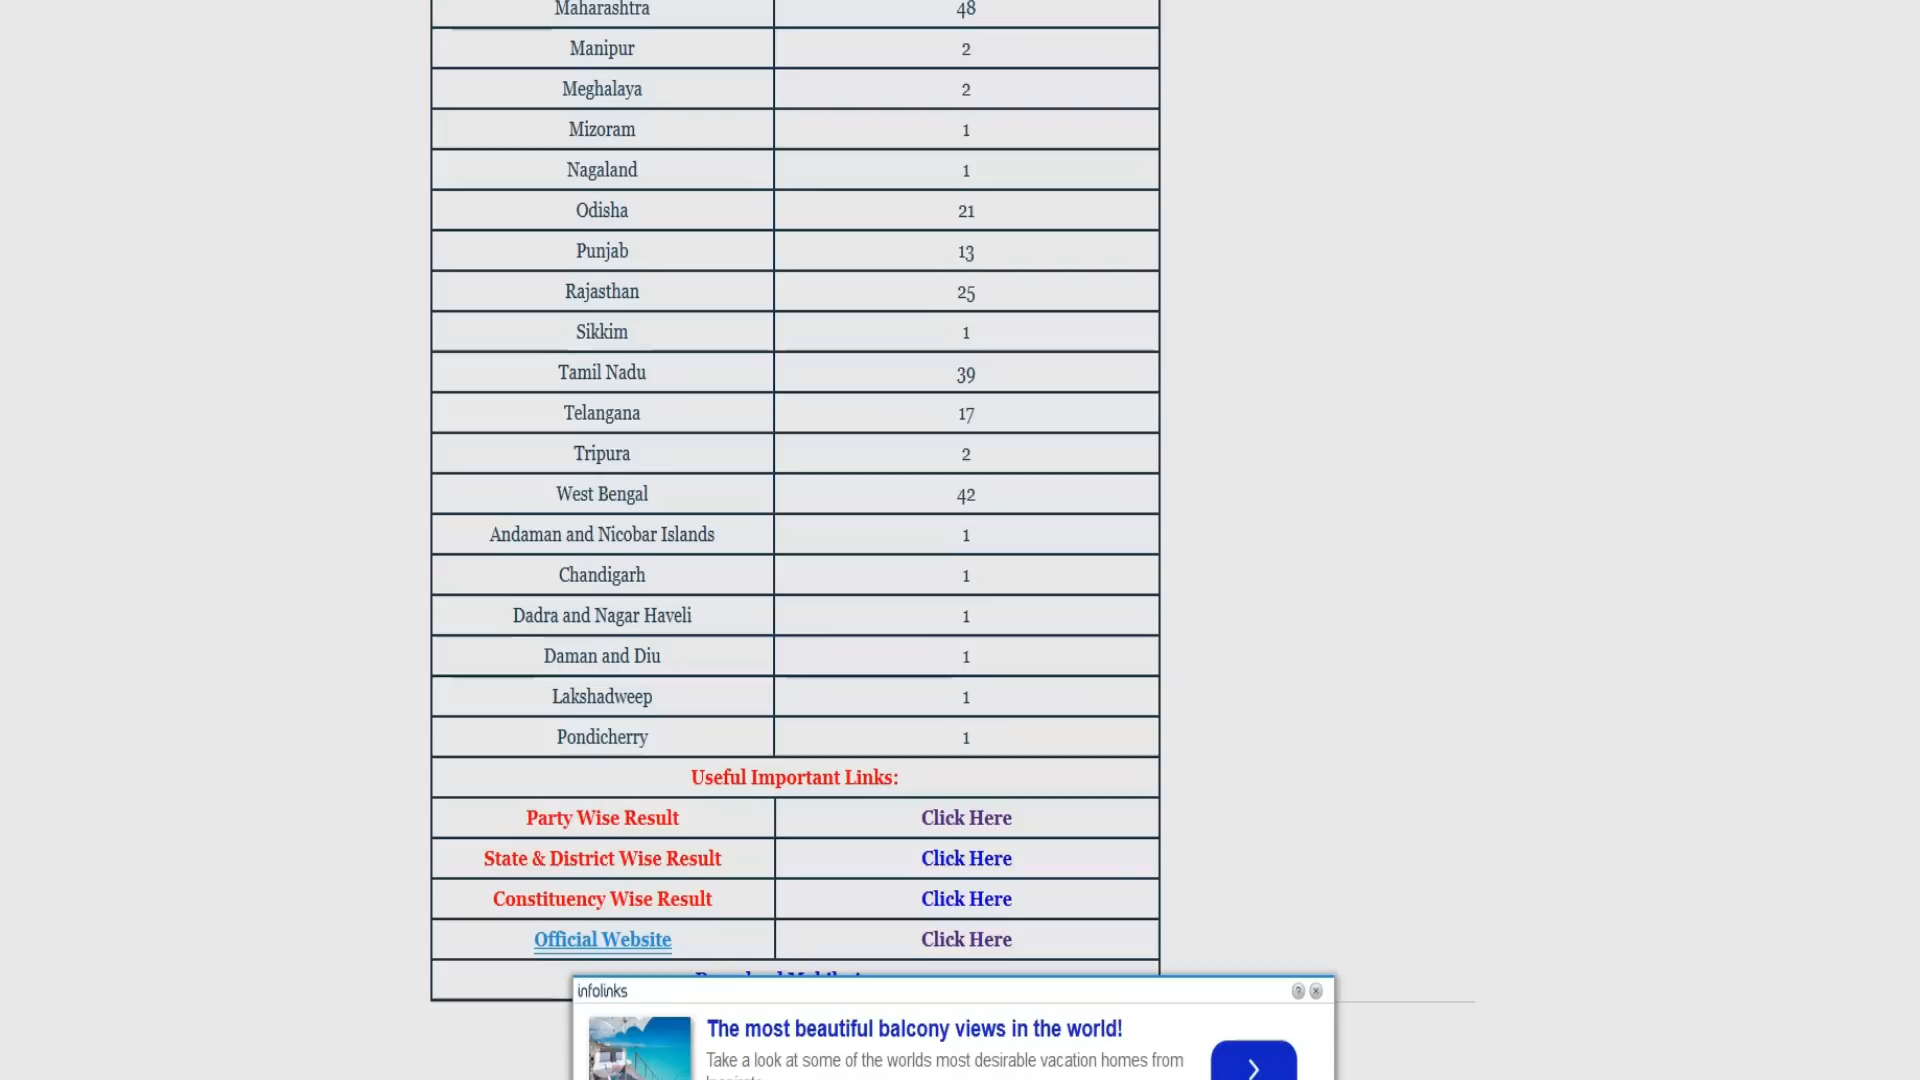 Maharashtra 48
Manipur 2
Meghalaya 2
Mizoram 1
Nagaland 1
Odisha 21
Punjab 13
Rajasthan 25
Sikkim 1
Tamil Nadu 39
Telangana 17
Tripura 2
West Bengal 42
Andaman and Nicobar Islands 1
Chandigarh 1
Dadra and Nagar Haveli 1
Daman and Diu 1
Lakshadweep 1
Pondicherry 1
Useful Important Links:
Party Wise Result Click Here
State & District Wise Result Click Here
Constituency Wise Result Click Here
Official Website Click Here
infolinks
The most beautiful balcony views in the world!
Take a look at some of the worlds most desirable vacation homes from